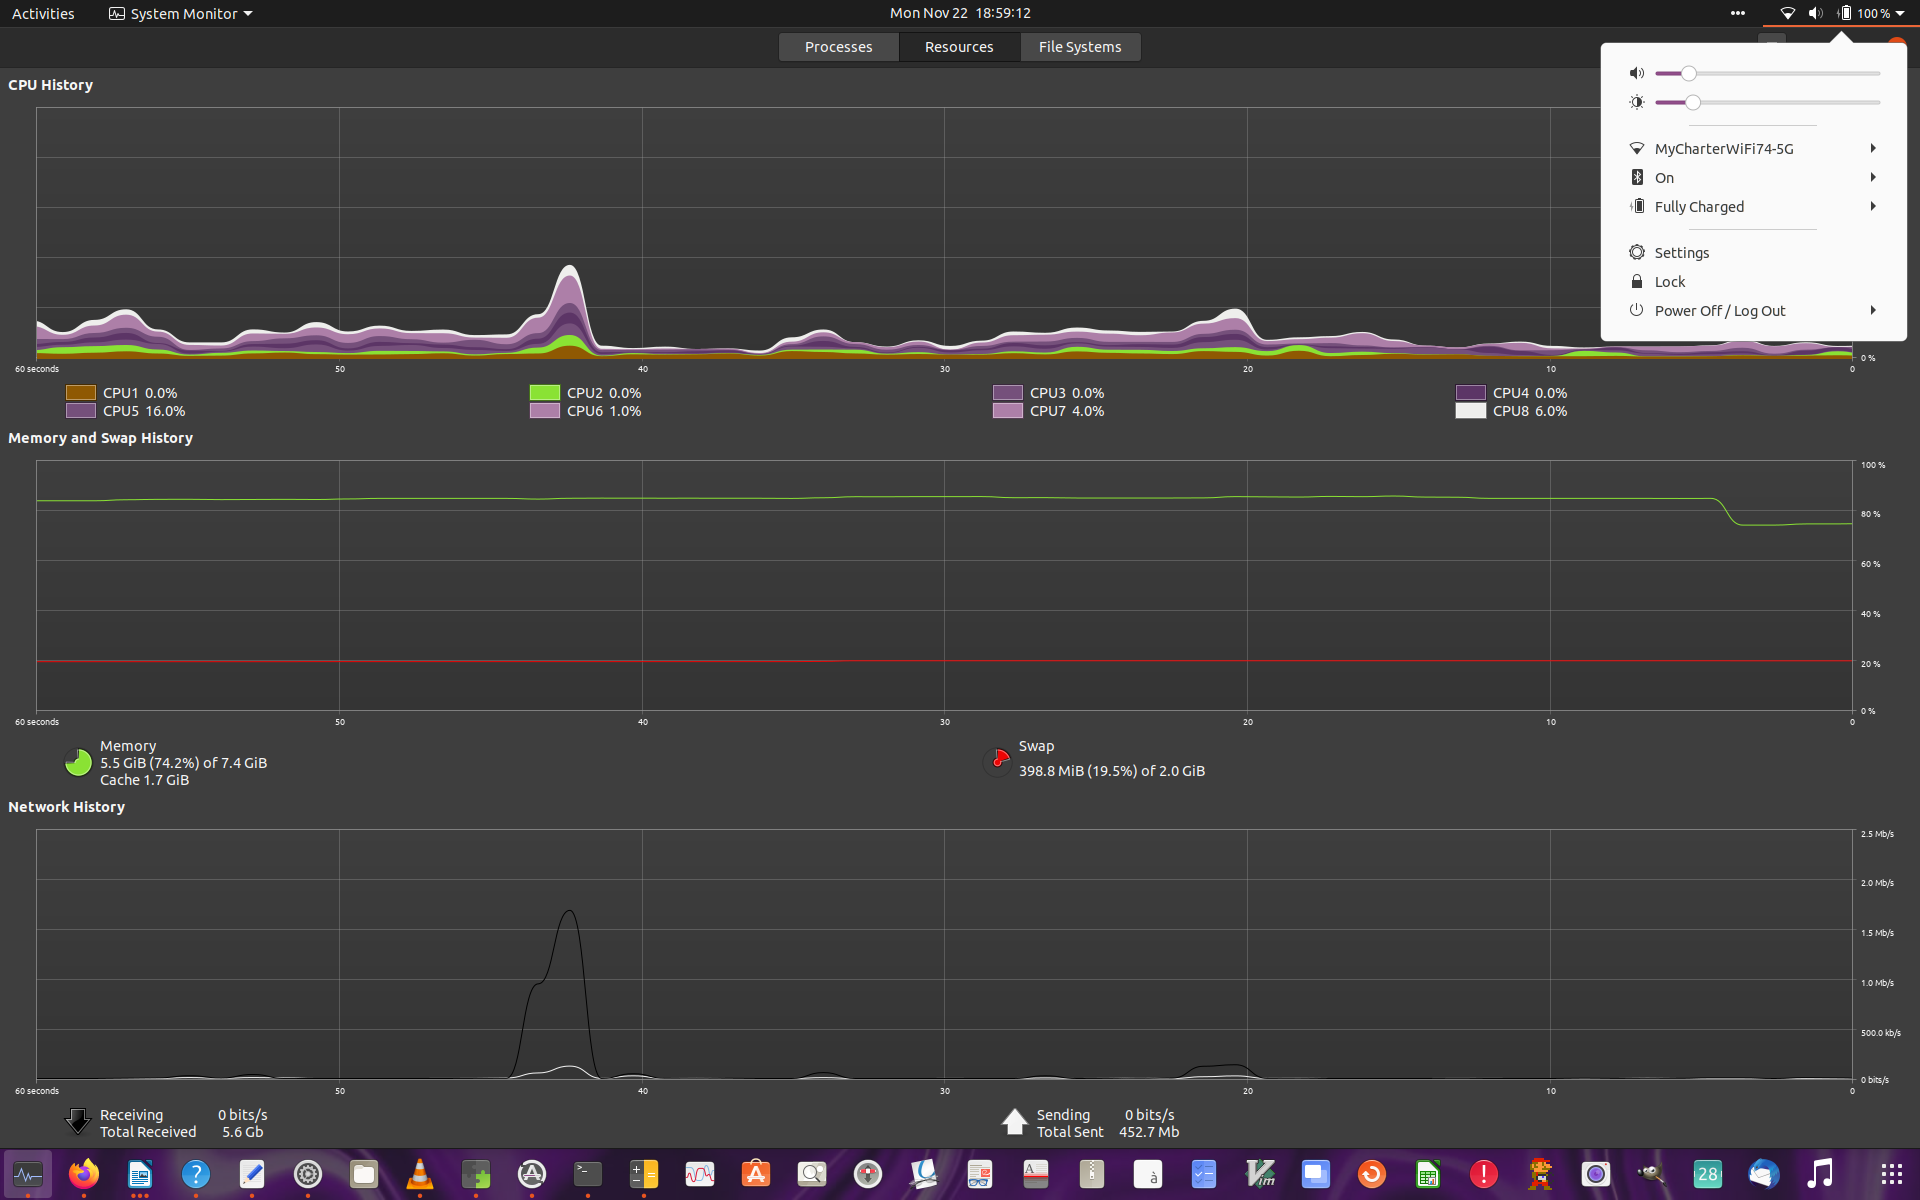 Activities System Monitor Mon Nov 22 18:59:12 100 %
Processes Resources File Systems
CPU History
60 seconds 50 40 30 20 10 0
0 %
CPU1 0.0% CPU2 0.0% CPU3 0.0% CPU4 0.0%
CPU5 16.0% CPU6 1.0% CPU7 4.0% CPU8 6.0%
MyCharterWiFi74-5G
On
Fully Charged
Settings
Lock
Power Off / Log Out
Memory and Swap History
100 %
80 %
60 %
40 %
20 %
0 %
60 seconds 50 40 30 20 10 0
Memory
5.5 GiB (74.2%) of 7.4 GiB
Cache 1.7 GiB
Swap
398.8 MiB (19.5%) of 2.0 GiB
Network History
2.5 Mb/s
2.0 Mb/s
1.5 Mb/s
1.0 Mb/s
500.0 kb/s
0 bits/s
60 seconds 50 40 30 20 10 0
Receiving 0 bits/s
Total Received 5.6 Gb
Sending 0 bits/s
Total Sent 452.7 Mb
? >_ A à Vim ! 28